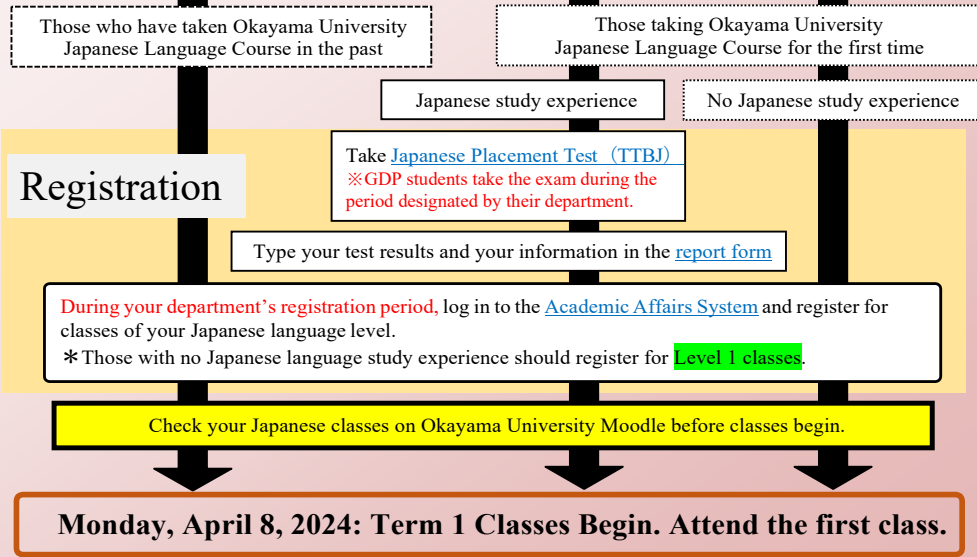 Those who have taken Okayama University
Japanese Language Course in the past
Those taking Okayama University
Japanese Language Course for the first time
Japanese study experience
No Japanese study experience
Registration
Take Japanese Placement Test（TTBJ）
※GDP students take the exam during the
period designated by their department.
Type your test results and your information in the report form
During your department’s registration period, log in to the Academic Affairs System and register for
classes of your Japanese language level.
＊Those with no Japanese language study experience should register for Level 1 classes.
Check your Japanese classes on Okayama University Moodle before classes begin.
Monday, April 8, 2024: Term 1 Classes Begin. Attend the first class.